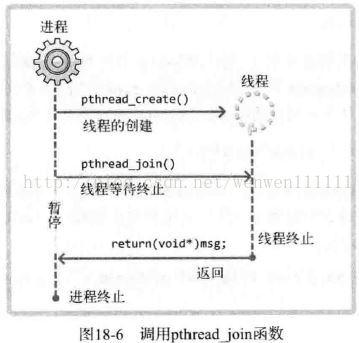 进程
线程
pthread_create()
线程的创建
pthread_join()
线程等待终止
暂停
return(void*)msg;
线程终止
返回
进程终止
图18-6 调用pthread_join函数